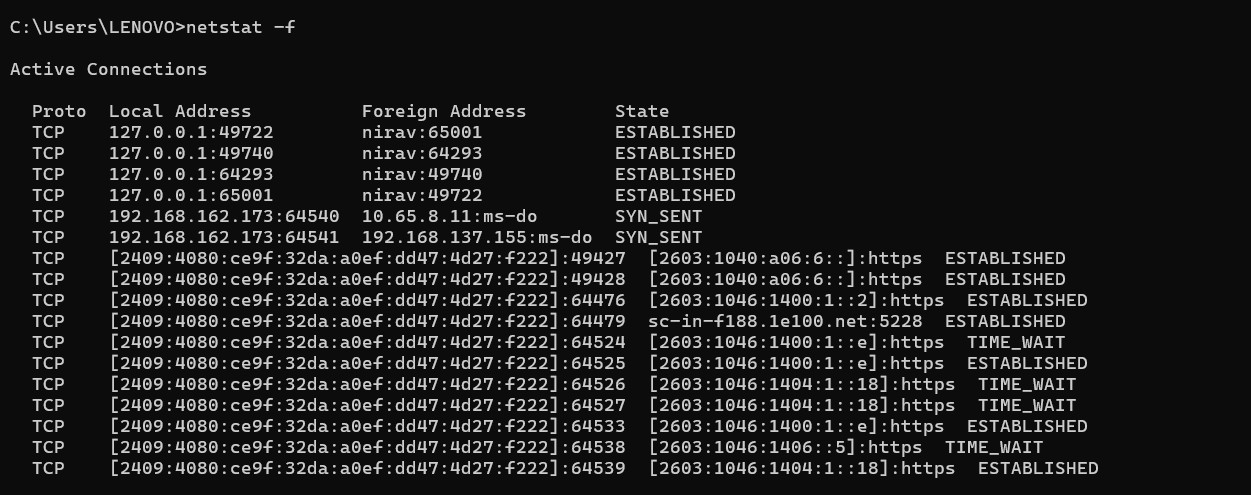 C:\Users\LENOVO>netstat -f
Active Connections
Proto  Local Address          Foreign Address        State
TCP    127.0.0.1:49722        nirav:65001            ESTABLISHED
TCP    127.0.0.1:49740        nirav:64293            ESTABLISHED
TCP    127.0.0.1:64293        nirav:49740            ESTABLISHED
TCP    127.0.0.1:65001        nirav:49722            ESTABLISHED
TCP    192.168.162.173:64540  10.65.8.11:ms-do       SYN_SENT
TCP    192.168.162.173:64541  192.168.137.155:ms-do  SYN_SENT
TCP    [2409:4080:ce9f:32da:a0ef:dd47:4d27:f222]:49427  [2603:1040:a06:6::]:https  ESTABLISHED
TCP    [2409:4080:ce9f:32da:a0ef:dd47:4d27:f222]:49428  [2603:1040:a06:6::]:https  ESTABLISHED
TCP    [2409:4080:ce9f:32da:a0ef:dd47:4d27:f222]:64476  [2603:1046:1400:1::2]:https  ESTABLISHED
TCP    [2409:4080:ce9f:32da:a0ef:dd47:4d27:f222]:64479  sc-in-f188.1e100.net:5228  ESTABLISHED
TCP    [2409:4080:ce9f:32da:a0ef:dd47:4d27:f222]:64524  [2603:1046:1400:1::e]:https  TIME_WAIT
TCP    [2409:4080:ce9f:32da:a0ef:dd47:4d27:f222]:64525  [2603:1046:1400:1::e]:https  ESTABLISHED
TCP    [2409:4080:ce9f:32da:a0ef:dd47:4d27:f222]:64526  [2603:1046:1404:1::18]:https  TIME_WAIT
TCP    [2409:4080:ce9f:32da:a0ef:dd47:4d27:f222]:64527  [2603:1046:1404:1::18]:https  TIME_WAIT
TCP    [2409:4080:ce9f:32da:a0ef:dd47:4d27:f222]:64533  [2603:1046:1400:1::e]:https  ESTABLISHED
TCP    [2409:4080:ce9f:32da:a0ef:dd47:4d27:f222]:64538  [2603:1046:1406::5]:https  TIME_WAIT
TCP    [2409:4080:ce9f:32da:a0ef:dd47:4d27:f222]:64539  [2603:1046:1404:1::18]:https  ESTABLISHED